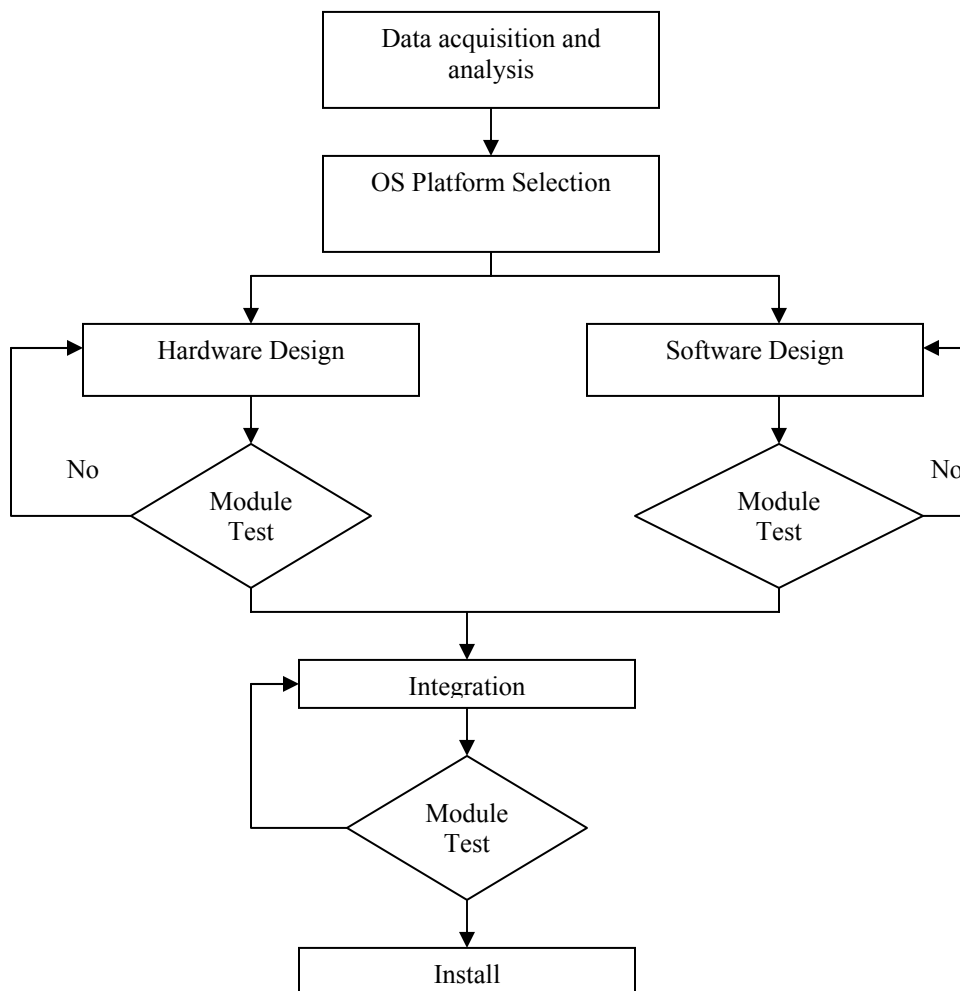 Data acquisition and
analysis
OS Platform Selection
Hardware Design
Software Design
No
Module
Test
Module
Test
No
Integration
Module
Test
Install